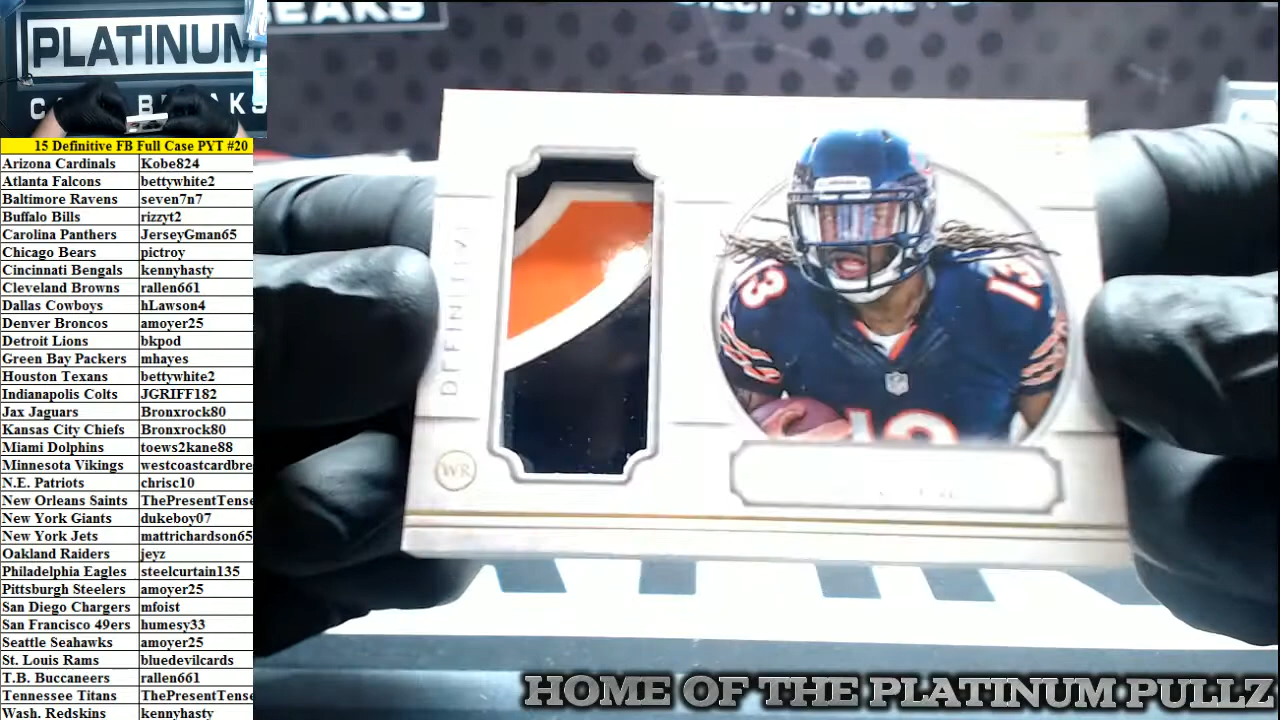 PLATINUM
15 Definitive FB Full Case PYT #20
Arizona Cardinals Kobe824
Atlanta Falcons bettywhite2
Baltimore Ravens seven7n7
Buffalo Bills rizzyt2
Carolina Panthers JerseyGman65
Chicago Bears pictroy
Cincinnati Bengals kennyhasty
Cleveland Browns rallen661
Dallas Cowboys hLawson4
Denver Broncos amoyer25
Detroit Lions bkpod
Green Bay Packers mhayes
Houston Texans bettywhite2
Indianapolis Colts JGRIFF182
Jax Jaguars Bronxrock80
Kansas City Chiefs Bronxrock80
Miami Dolphins toews2kane88
Minnesota Vikings westcoastcardbre
N.E. Patriots chrisc10
New Orleans Saints ThePresentTense
New York Giants dukeboy07
New York Jets mattrichardson65
Oakland Raiders jeyz
Philadelphia Eagles steelcurtain135
Pittsburgh Steelers amoyer25
San Diego Chargers mfoist
San Francisco 49ers humesy33
Seattle Seahawks amoyer25
St. Louis Rams bluedevilcards
T.B. Buccaneers rallen661
Tennessee Titans ThePresentTense
Wash. Redskins kennyhasty
13
13
13
WR
HOME OF THE PLATINUM PULLZ